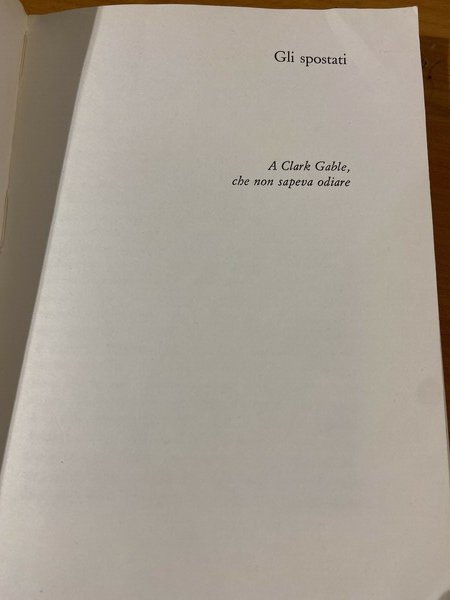 Gli spostati
A Clark Gable,
che non sapeva odiare